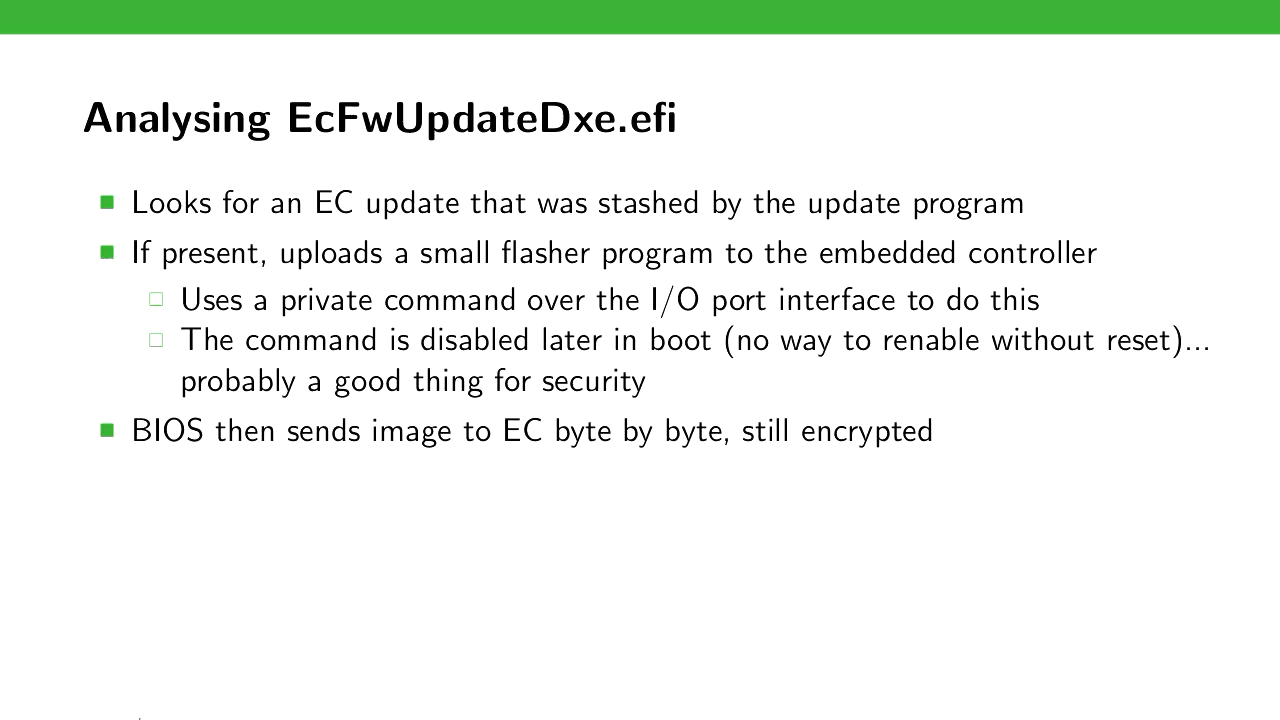 Analysing EcFwUpdateDxe.efi
Looks for an EC update that was stashed by the update program
If present, uploads a small flasher program to the embedded controller
Uses a private command over the I/O port interface to do this
The command is disabled later in boot (no way to renable without reset)...
probably a good thing for security
BIOS then sends image to EC byte by byte, still encrypted